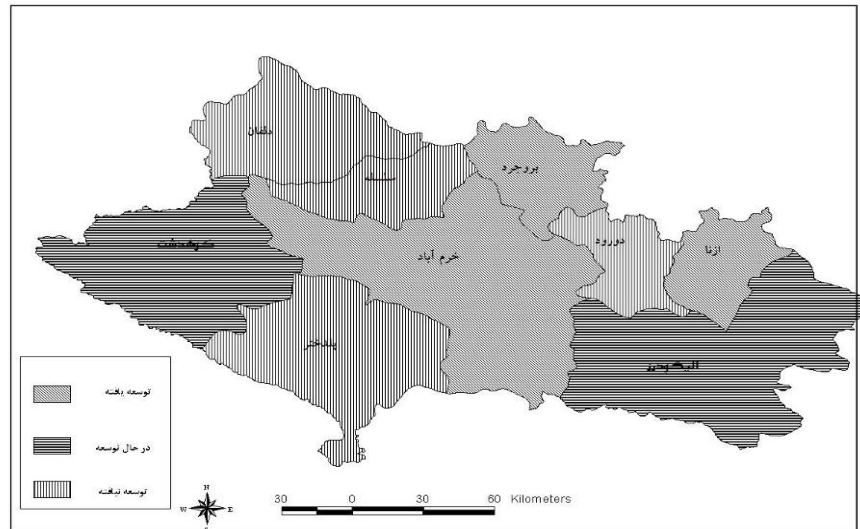 دلفان
بروجرد
سلسله
دورود
ازنا
کوهدشت
خرم آباد
پلدختر
الیگودرز
توسعه یافته
در حال توسعه
توسعه نیافته
N
W E
S
30 0 30 60 Kilometers